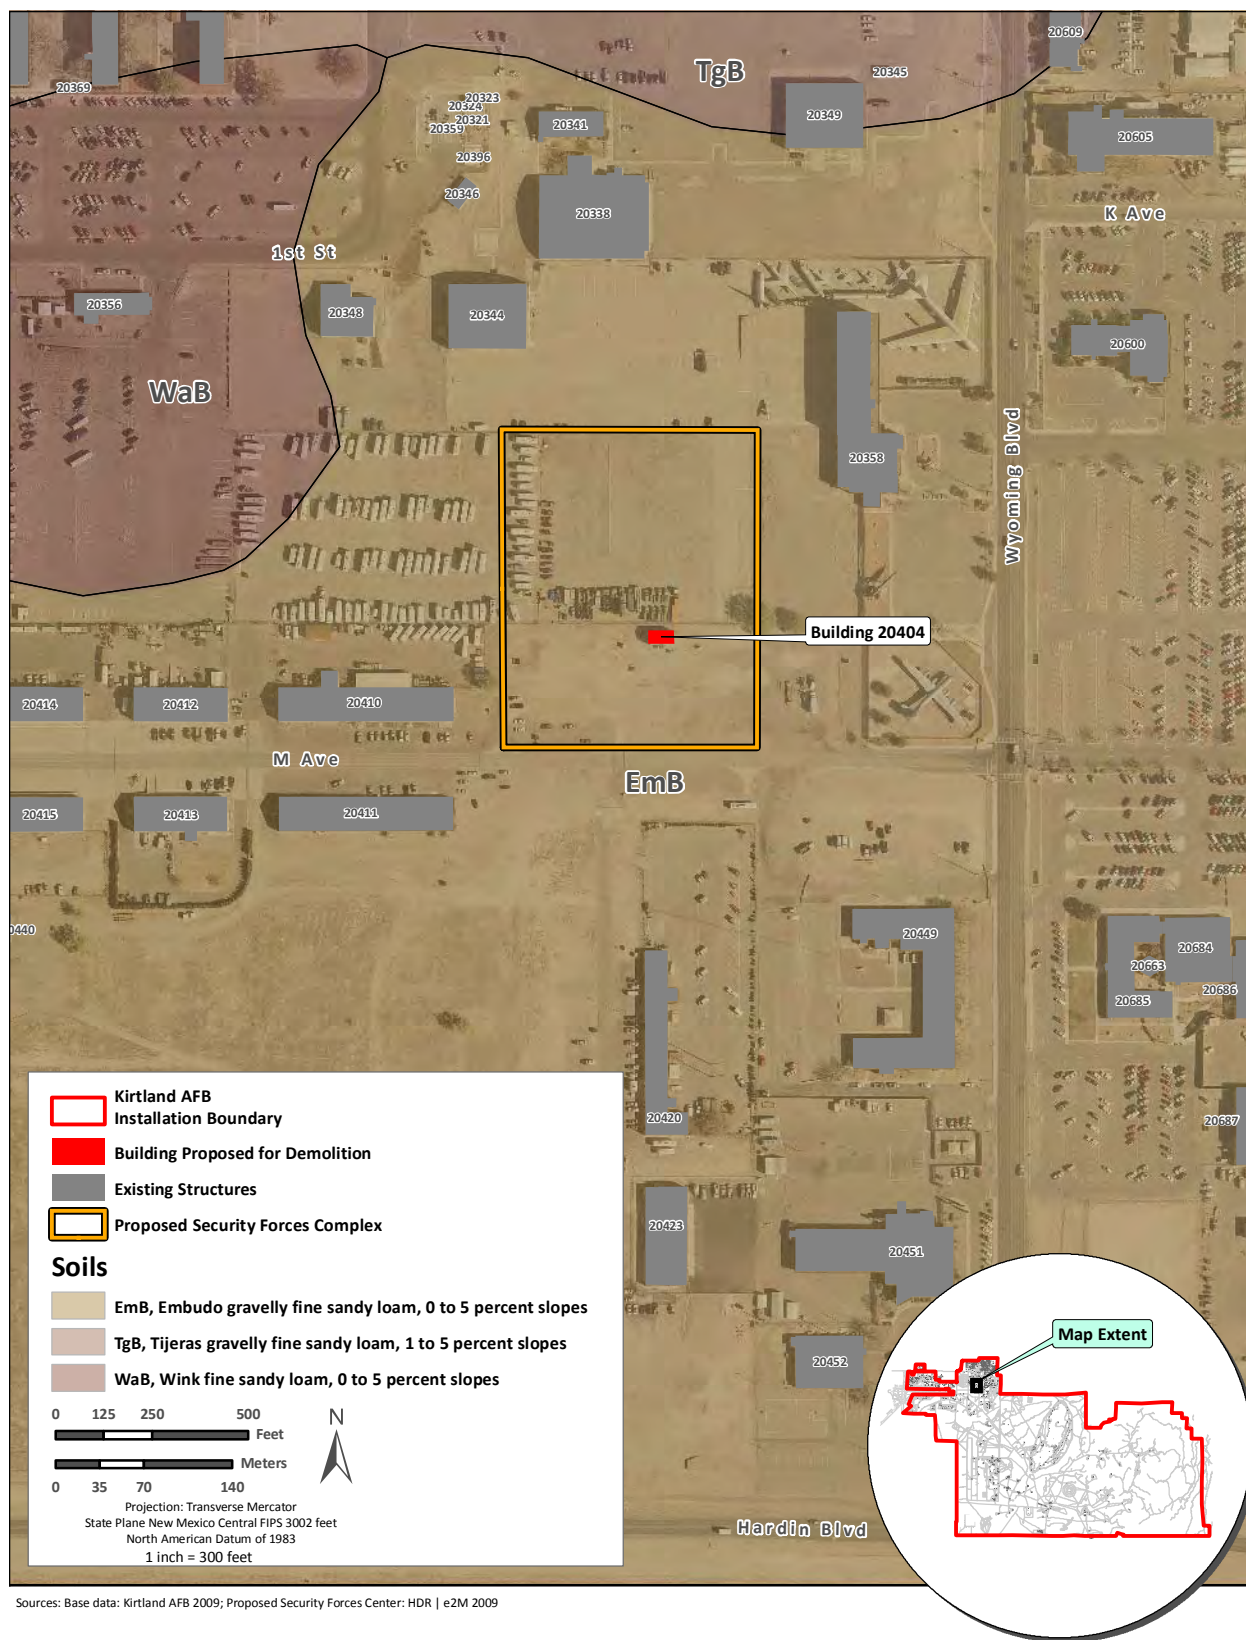 20609
TgB
20345
20369
20323
20324
20321
20359
20341
20349
20605
20396
20346
20338
K Ave
1st St
20356
20348
20344
20600
WaB
Wyoming Blvd
20358
Building 20404
20414
20412
20410
M Ave
EmB
20415
20413
20411
0440
20449
20684
20663
20686
20685
20420
20687
20423
20451
20452
Hardin Blvd
Kirtland AFB
Installation Boundary
Building Proposed for Demolition
Existing Structures
Proposed Security Forces Complex
Soils
EmB, Embudo gravelly fine sandy loam, 0 to 5 percent slopes
TgB, Tijeras gravelly fine sandy loam, 1 to 5 percent slopes
WaB, Wink fine sandy loam, 0 to 5 percent slopes
0 125 250 500
Feet
Meters
0 35 70 140
N
Projection: Transverse Mercator
State Plane New Mexico Central FIPS 3002 feet
North American Datum of 1983
1 inch = 300 feet
Map Extent
Sources: Base data: Kirtland AFB 2009; Proposed Security Forces Center: HDR | e2M 2009